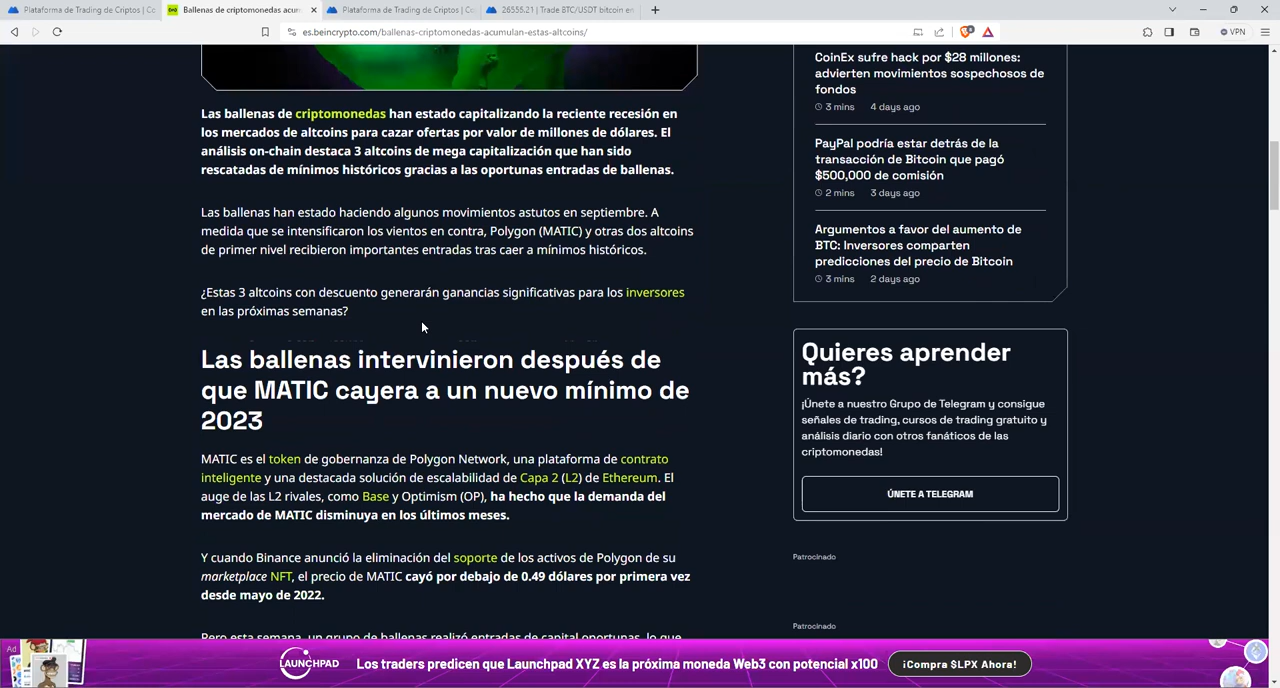 Plataforma de Trading de Criptos | Co
Ballenas de criptomonedas acum
Plataforma de Trading de Criptos | Co
26555.21 | Trade BTC/USDT bitcoin en
es.beincrypto.com/ballenas-criptomonedas-acumulan-estas-altcoins/
VPN
Las ballenas de criptomonedas han estado capitalizando la reciente recesión en
los mercados de altcoins para cazar ofertas por valor de millones de dólares. El
análisis on-chain destaca 3 altcoins de mega capitalización que han sido
rescatadas de mínimos históricos gracias a las oportunas entradas de ballenas.
Las ballenas han estado haciendo algunos movimientos astutos en septiembre. A
medida que se intensificaron los vientos en contra, Polygon (MATIC) y otras dos altcoins
de primer nivel recibieron importantes entradas tras caer a mínimos históricos.
¿Estas 3 altcoins con descuento generarán ganancias significativas para los inversores
en las próximas semanas?
Las ballenas intervinieron después de
que MATIC cayera a un nuevo mínimo de
2023
MATIC es el token de gobernanza de Polygon Network, una plataforma de contrato
inteligente y una destacada solución de escalabilidad de Capa 2 (L2) de Ethereum. El
auge de las L2 rivales, como Base y Optimism (OP), ha hecho que la demanda del
mercado de MATIC disminuya en los últimos meses.
Y cuando Binance anunció la eliminación del soporte de los activos de Polygon de su
marketplace NFT, el precio de MATIC cayó por debajo de 0.49 dólares por primera vez
desde mayo de 2022.
Pero esta semana, un grupo de ballenas realizó entradas de capital oportunas, lo que
CoinEx sufre hack por $28 millones:
advierten movimientos sospechosos de
fondos
3 mins 4 days ago
PayPal podría estar detrás de la
transacción de Bitcoin que pagó
$500,000 de comisión
2 mins 3 days ago
Argumentos a favor del aumento de
BTC: Inversores comparten
predicciones del precio de Bitcoin
3 mins 2 days ago
Quieres aprender
más?
¡Únete a nuestro Grupo de Telegram y consigue
señales de trading, cursos de trading gratuito y
análisis diario con otros fanáticos de las
criptomonedas!
ÚNETE A TELEGRAM
Patrocinado
Patrocinado
Ad
LAUNCHPAD
Los traders predicen que Launchpad XYZ es la próxima moneda Web3 con potencial x100
¡Compra $LPX Ahora!